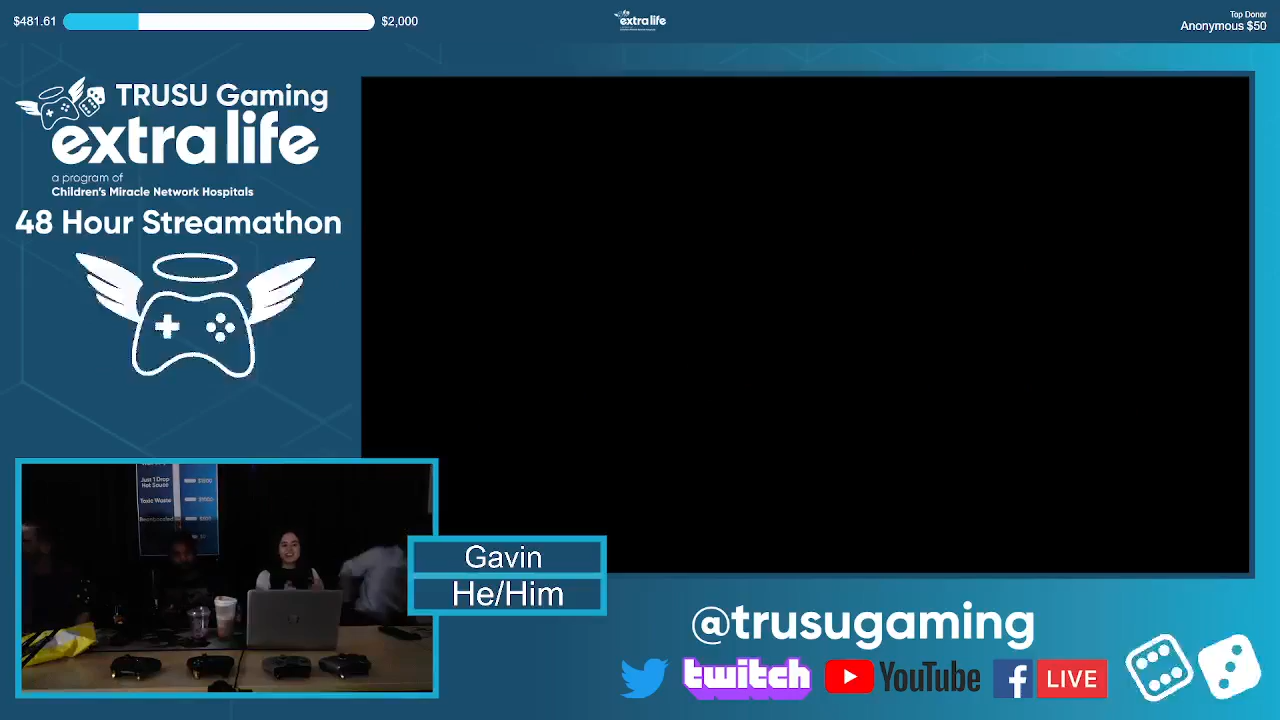 $481.61
$2,000
extra life
Top Donor
Anonymous $50
TRUSU Gaming
extra life
a program of
Children's Miracle Network Hospitals
48 Hour Streamathon
Just 1 Drop
Hot Sauce
$1500
Toxic Waste
Gavin
He/Him
@trusugaming
twitch
YouTube
LIVE